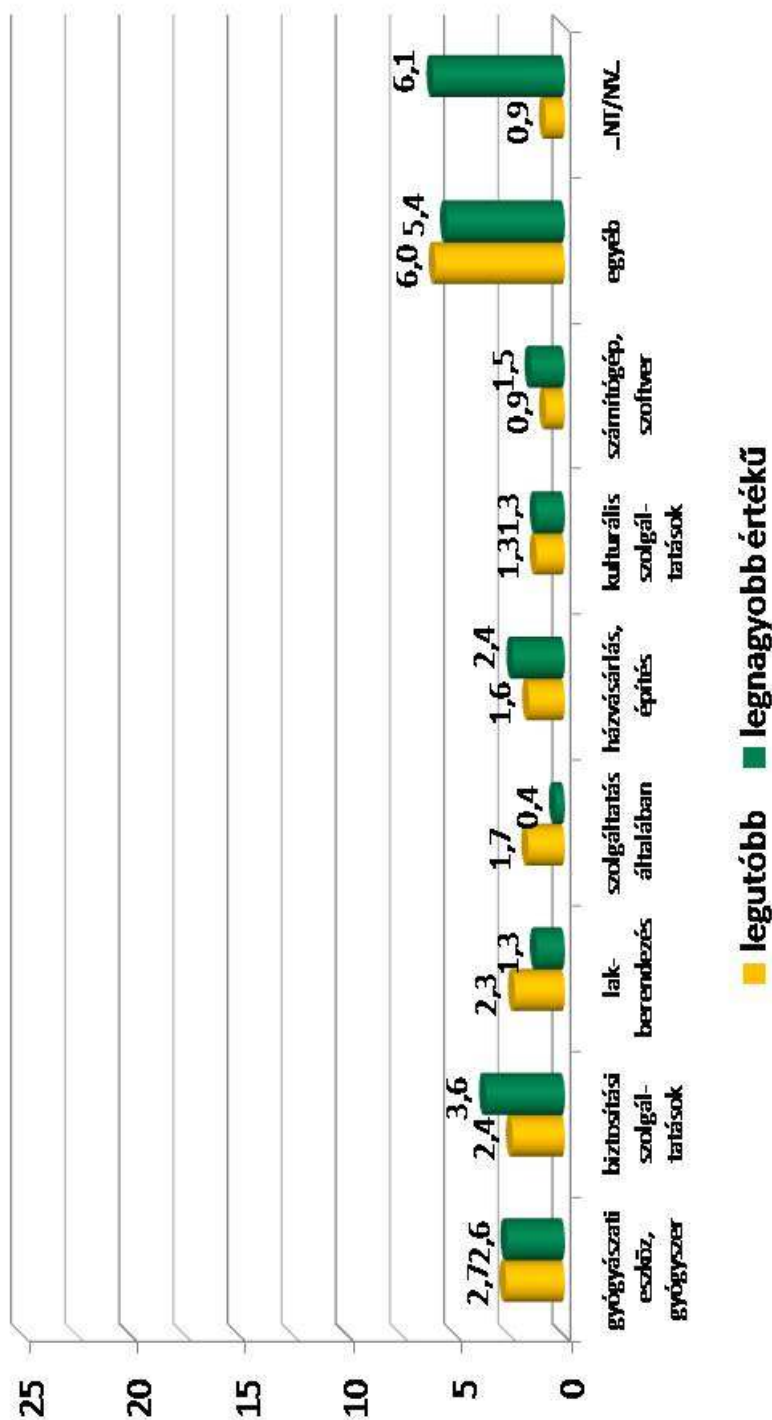 25
20
15
10
5
0
2,7 2,6
2,4 3,6
2,3 1,3
1,7 0,4
1,6 2,4
1,3 1,3
0,9 1,5
6,0 5,4
0,9 6,1
gyógyászati
eszköz,
gyógyszer
biztosítási
szolgál-
tatások
lak-
berendezés
szolgáltatás
általában
házvásárlás,
építés
kulturális
szolgál-
tatások
számítógép,
szoftver
egyéb
_NT/NV_
legutóbb legnagyobb értékű